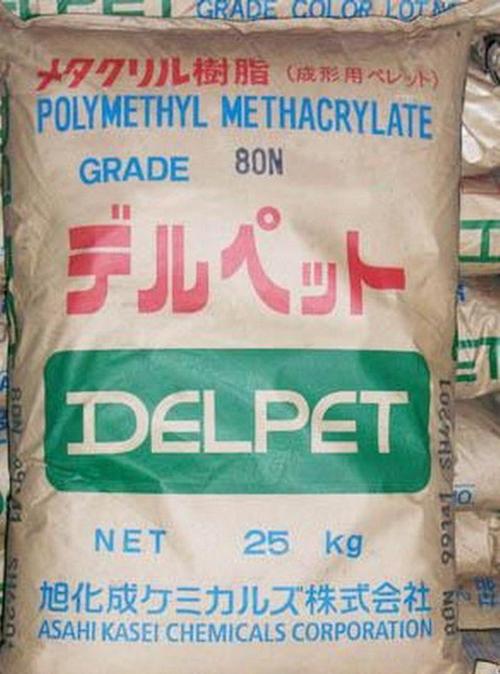 GRADE COLOR LOT No
メタクリル樹脂 (成形用ペレット)
POLYMETHYL METHACRYLATE
GRADE 80N
デルペット
DELPET
NET 25 kg
旭化成ケミカルズ株式会社
ASAHI KASEI CHEMICALS CORPORATION